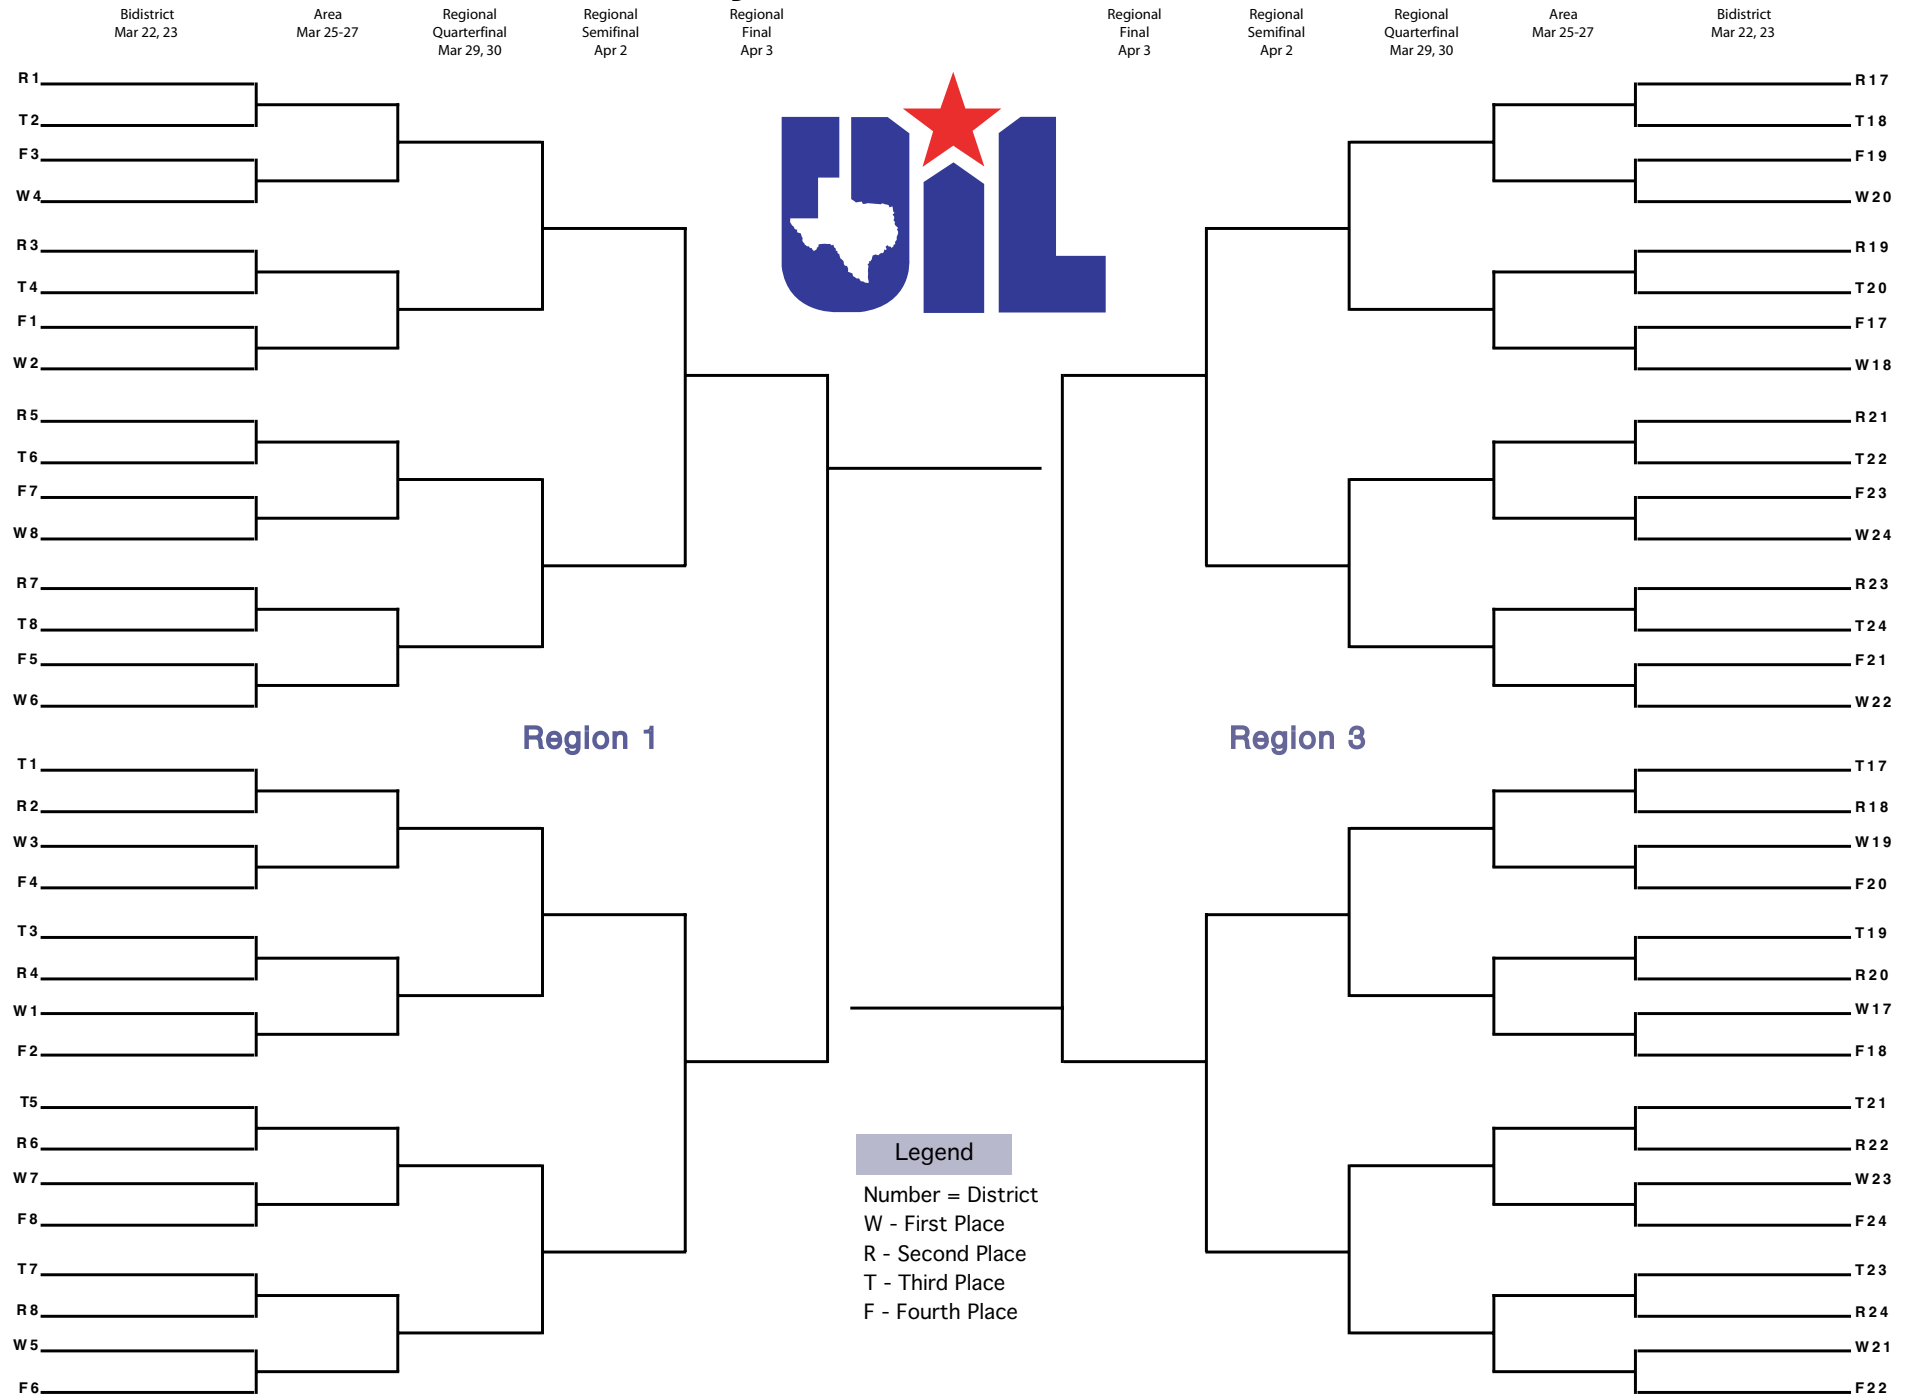 Bidistrict
Mar 22, 23
Area
Mar 25-27
Regional
Quarterfinal
Mar 29, 30
Regional
Semifinal
Apr 2
Regional
Final
Apr 3
Regional
Final
Apr 3
Regional
Semifinal
Apr 2
Regional
Quarterfinal
Mar 29, 30
Area
Mar 25-27
Bidistrict
Mar 22, 23
UIL
R1
T2
F3
W4
R3
T4
F1
W2
R5
T6
F7
W8
R7
T8
F5
W6
Region 1
T1
R2
W3
F4
T3
R4
W1
F2
T5
R6
W7
F8
T7
R8
W5
F6
R17
T18
F19
W20
R19
T20
F17
W18
R21
T22
F23
W24
R23
T24
F21
W22
Region 3
T17
R18
W19
F20
T19
R20
W17
F18
T21
R22
W23
F24
T23
R24
W21
F22
Legend
Number = District
W - First Place
R - Second Place
T - Third Place
F - Fourth Place